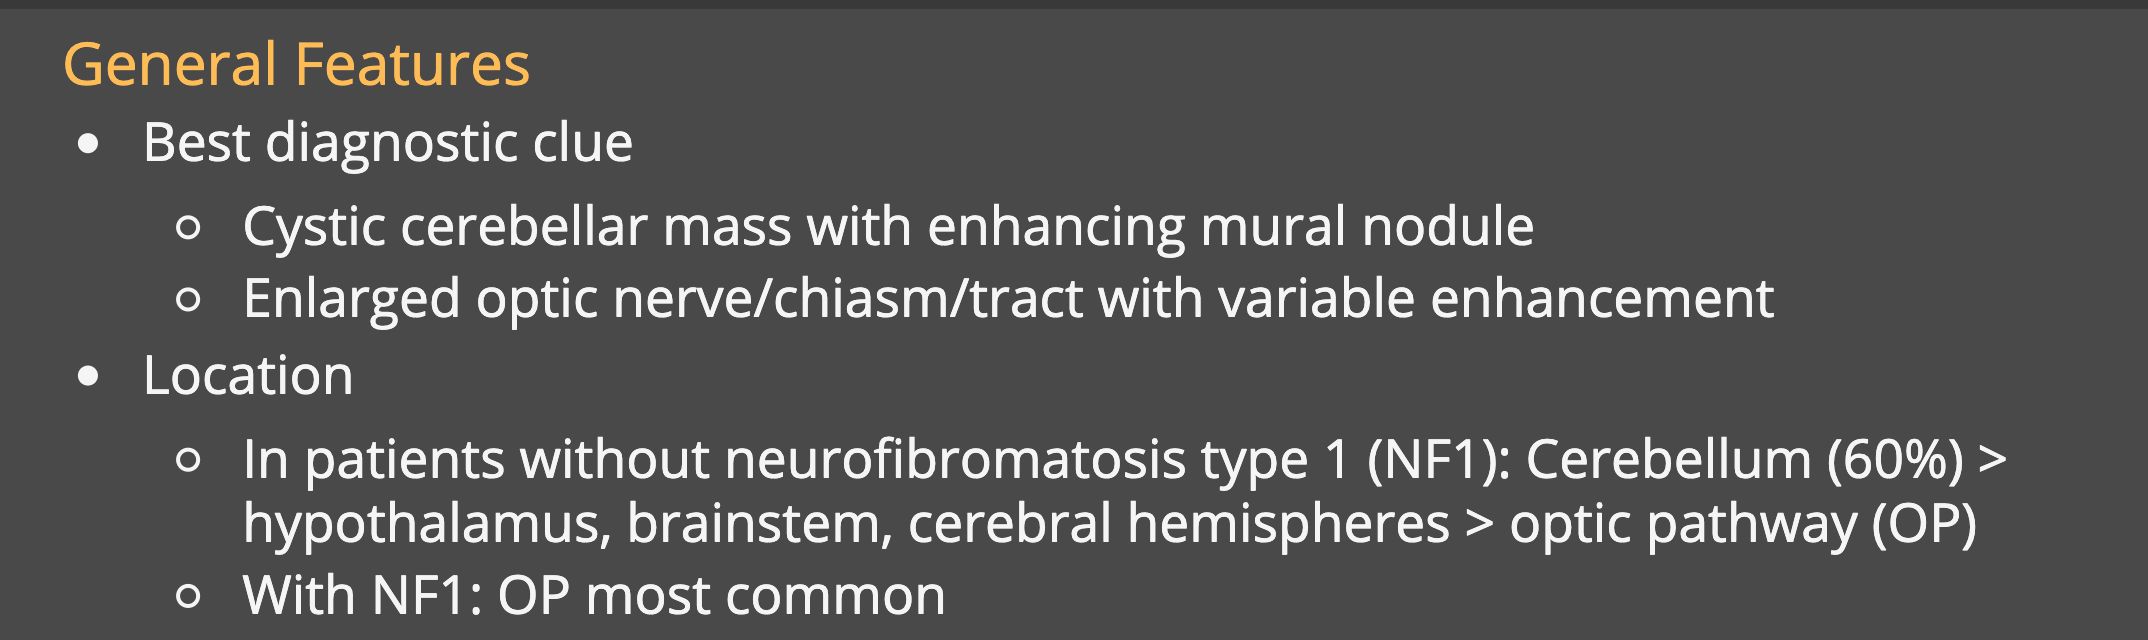 General Features
• Best diagnostic clue
○ Cystic cerebellar mass with enhancing mural nodule
○ Enlarged optic nerve/chiasm/tract with variable enhancement
• Location
○ In patients without neurofibromatosis type 1 (NF1): Cerebellum (60%) >
hypothalamus, brainstem, cerebral hemispheres > optic pathway (OP)
○ With NF1: OP most common